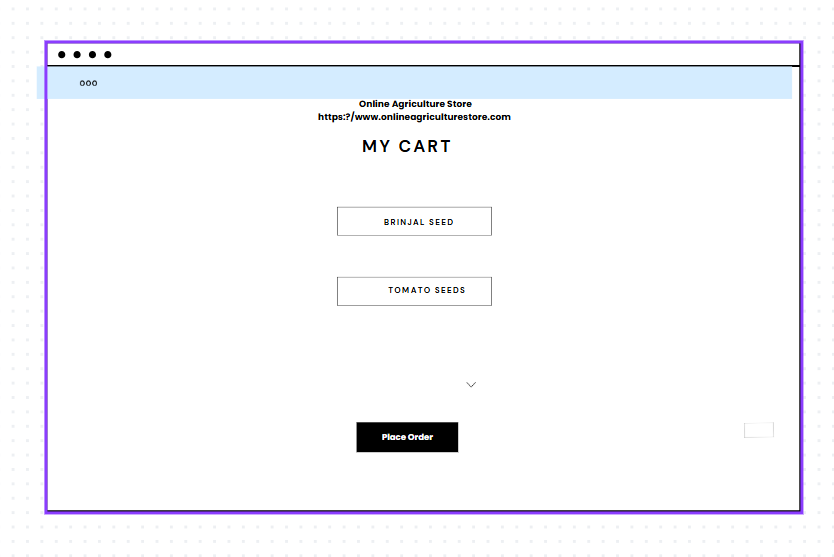 ooo
Online Agriculture Store
https:?/www.onlineagriculturestore.com
MY CART
BRINJAL SEED
TOMATO SEEDS
Place Order